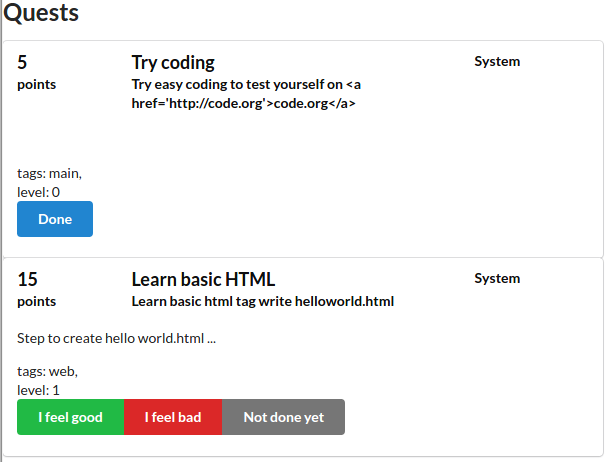 Quests
5
points
Try coding
Try easy coding to test yourself on <a
href='http://code.org'>code.org</a>
System
tags: main,
level: 0
Done
15
points
Learn basic HTML
Learn basic html tag write helloworld.html
System
Step to create hello world.html ...
tags: web,
level: 1
I feel good
I feel bad
Not done yet